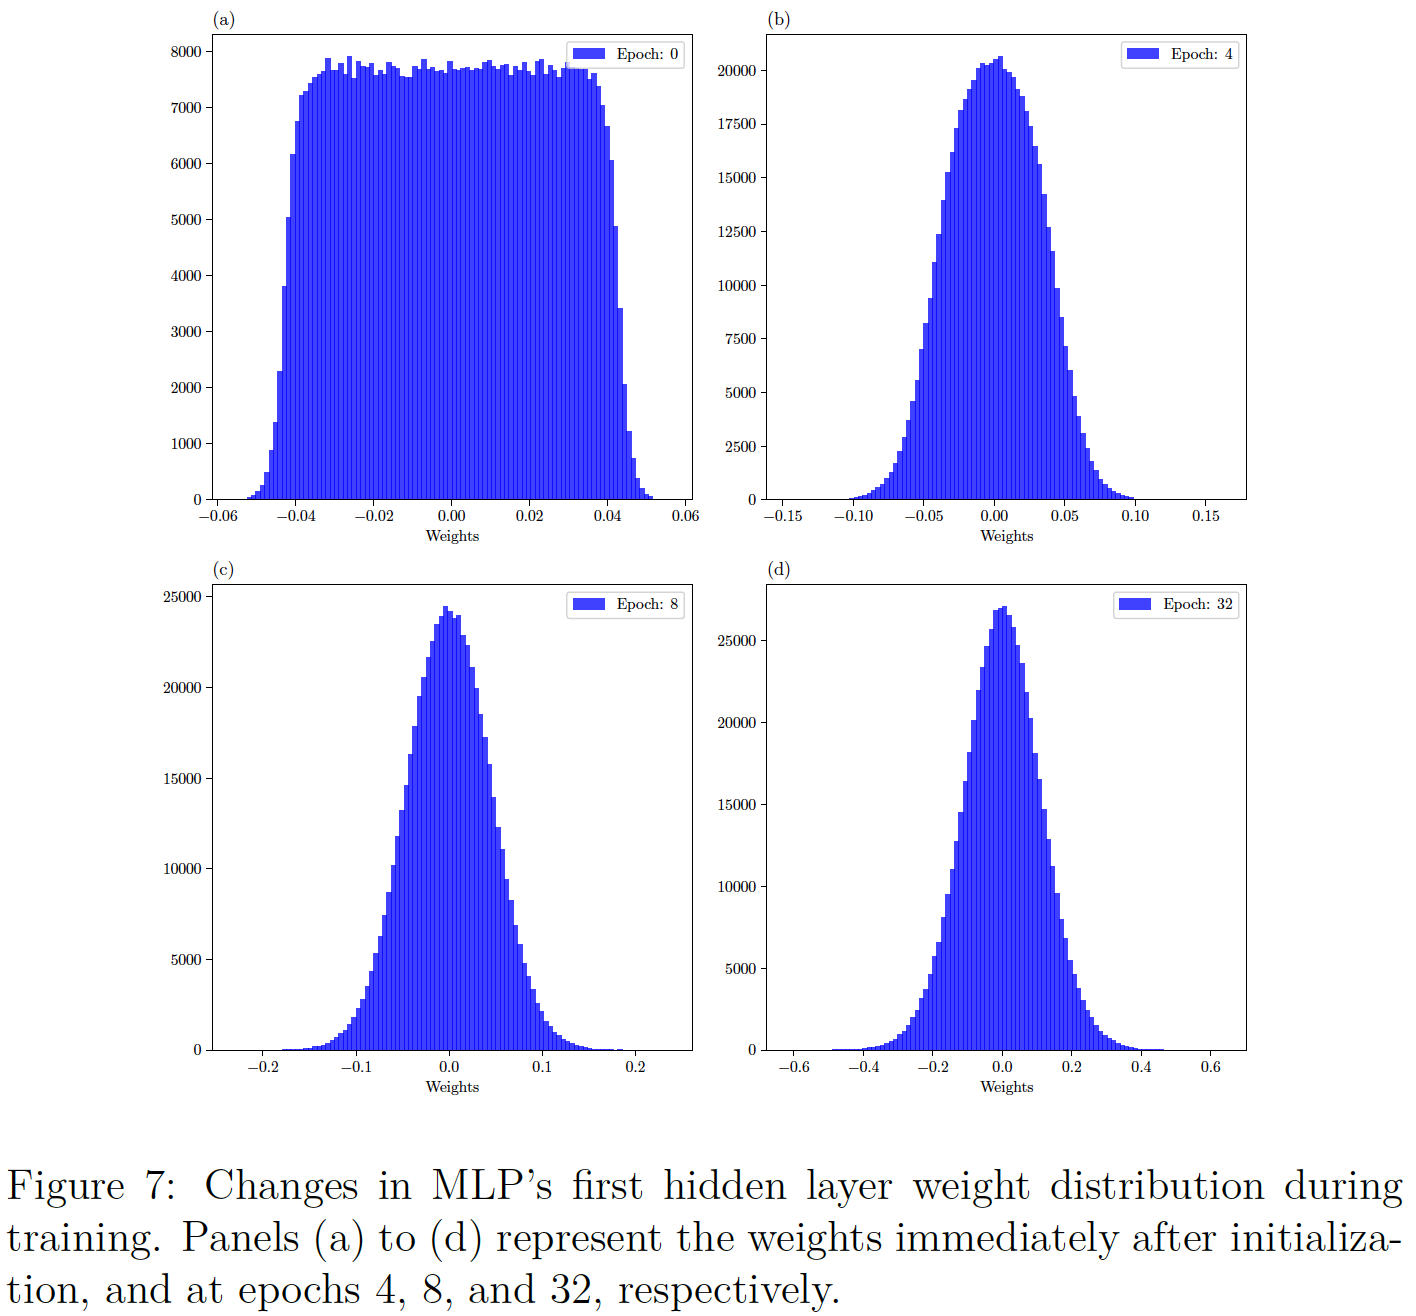 (a)
Epoch: 0
8000
7000
6000
5000
4000
3000
2000
1000
0
−0.06 −0.04 −0.02 0.00 0.02 0.04 0.06
Weights
(b)
Epoch: 4
20000
17500
15000
12500
10000
7500
5000
2500
0
−0.15 −0.10 −0.05 0.00 0.05 0.10 0.15
Weights
(c)
Epoch: 8
25000
20000
15000
10000
5000
0
−0.2 −0.1 0.0 0.1 0.2
Weights
(d)
Epoch: 32
25000
20000
15000
10000
5000
0
−0.6 −0.4 −0.2 0.0 0.2 0.4 0.6
Weights
Figure 7: Changes in MLP's first hidden layer weight distribution during
training. Panels (a) to (d) represent the weights immediately after initializa-
tion, and at epochs 4, 8, and 32, respectively.